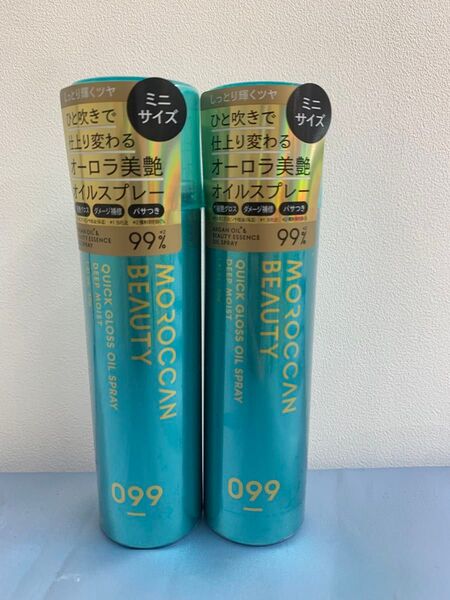 しっとり輝くツヤ
ミニ
サイズ
ひと吹きで
仕上り変わる
オーロラ美艶
オイルスプレー
ダメージ補修
パサつき
99%
ARGAN OIL &
BEAUTY ESSENCE
OIL SPRAY
MOROCCAN
BEAUTY
QUICK GLOSS OIL SPRAY
DEEP MOIST
099
しっとり輝くツヤ
ミニ
サイズ
ひと吹きで
仕上り変わる
オーロラ美艶
オイルスプレー
ダメージ補修
パサつき
99%
ARGAN OIL &
BEAUTY ESSENCE
OIL SPRAY
MOROCCAN
BEAUTY
QUICK GLOSS OIL SPRAY
DEEP MOIST
099